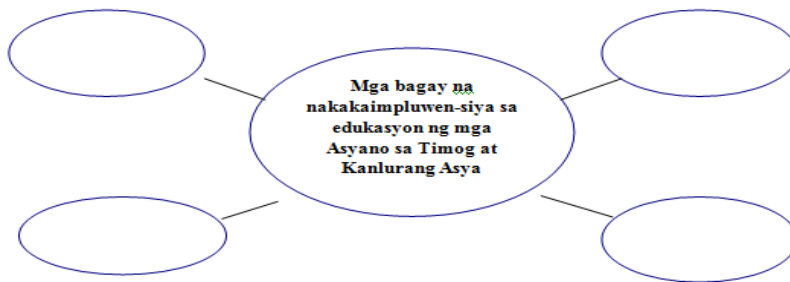 Mga bagay na
nakakaimpluwen-siya sa
edukasyon ng mga
Asyano sa Timog at
Kanlurang Asya